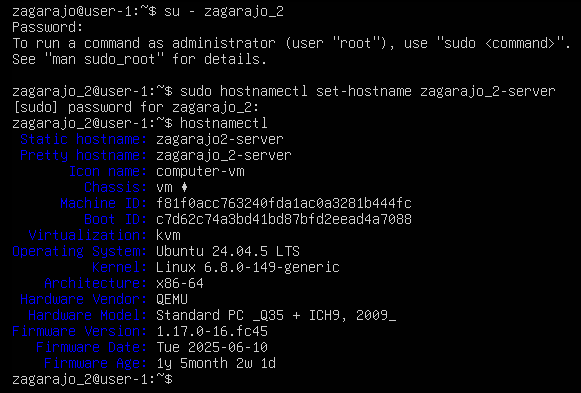 zagarajo@user-1:~$ su - zagarajo_2
Password:
To run a command as administrator (user "root"), use "sudo <command>".
See "man sudo_root" for details.

zagarajo_2@user-1:~$ sudo hostnamectl set-hostname zagarajo_2-server
[sudo] password for zagarajo_2:
zagarajo_2@user-1:~$ hostnamectl
Static hostname: zagarajo2-server
Pretty hostname: zagarajo_2-server
Icon name: computer-vm
Chassis: vm ♦
Machine ID: f81f0acc763240fda1ac0a3281b444fc
Boot ID: c7d62c74a3bd41bd87bfd2eead4a7088
Virtualization: kvm
Operating System: Ubuntu 24.04.5 LTS
Kernel: Linux 6.8.0-149-generic
Architecture: x86-64
Hardware Vendor: QEMU
Hardware Model: Standard PC _Q35 + ICH9, 2009_
Firmware Version: 1.17.0-16.fc45
Firmware Date: Tue 2025-06-10
Firmware Age: 1y 5month 2w 1d
zagarajo_2@user-1:~$